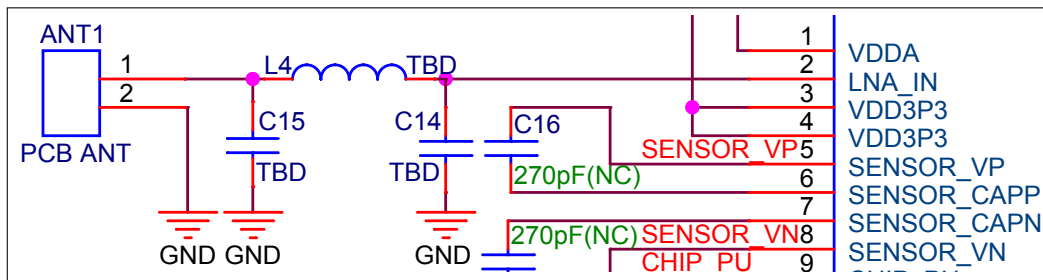 ANT1
1
2
PCB ANT
L4
TBD
C15
TBD
C14
TBD
C16
270pF(NC)
270pF(NC)
GND
GND
GND
SENSOR_VP
SENSOR_VN
CHIP_PU
1
VDDA
2
LNA_IN
3
VDD3P3
4
VDD3P3
5
SENSOR_VP
6
SENSOR_CAPP
7
SENSOR_CAPN
8
SENSOR_VN
9
CHIP_PU